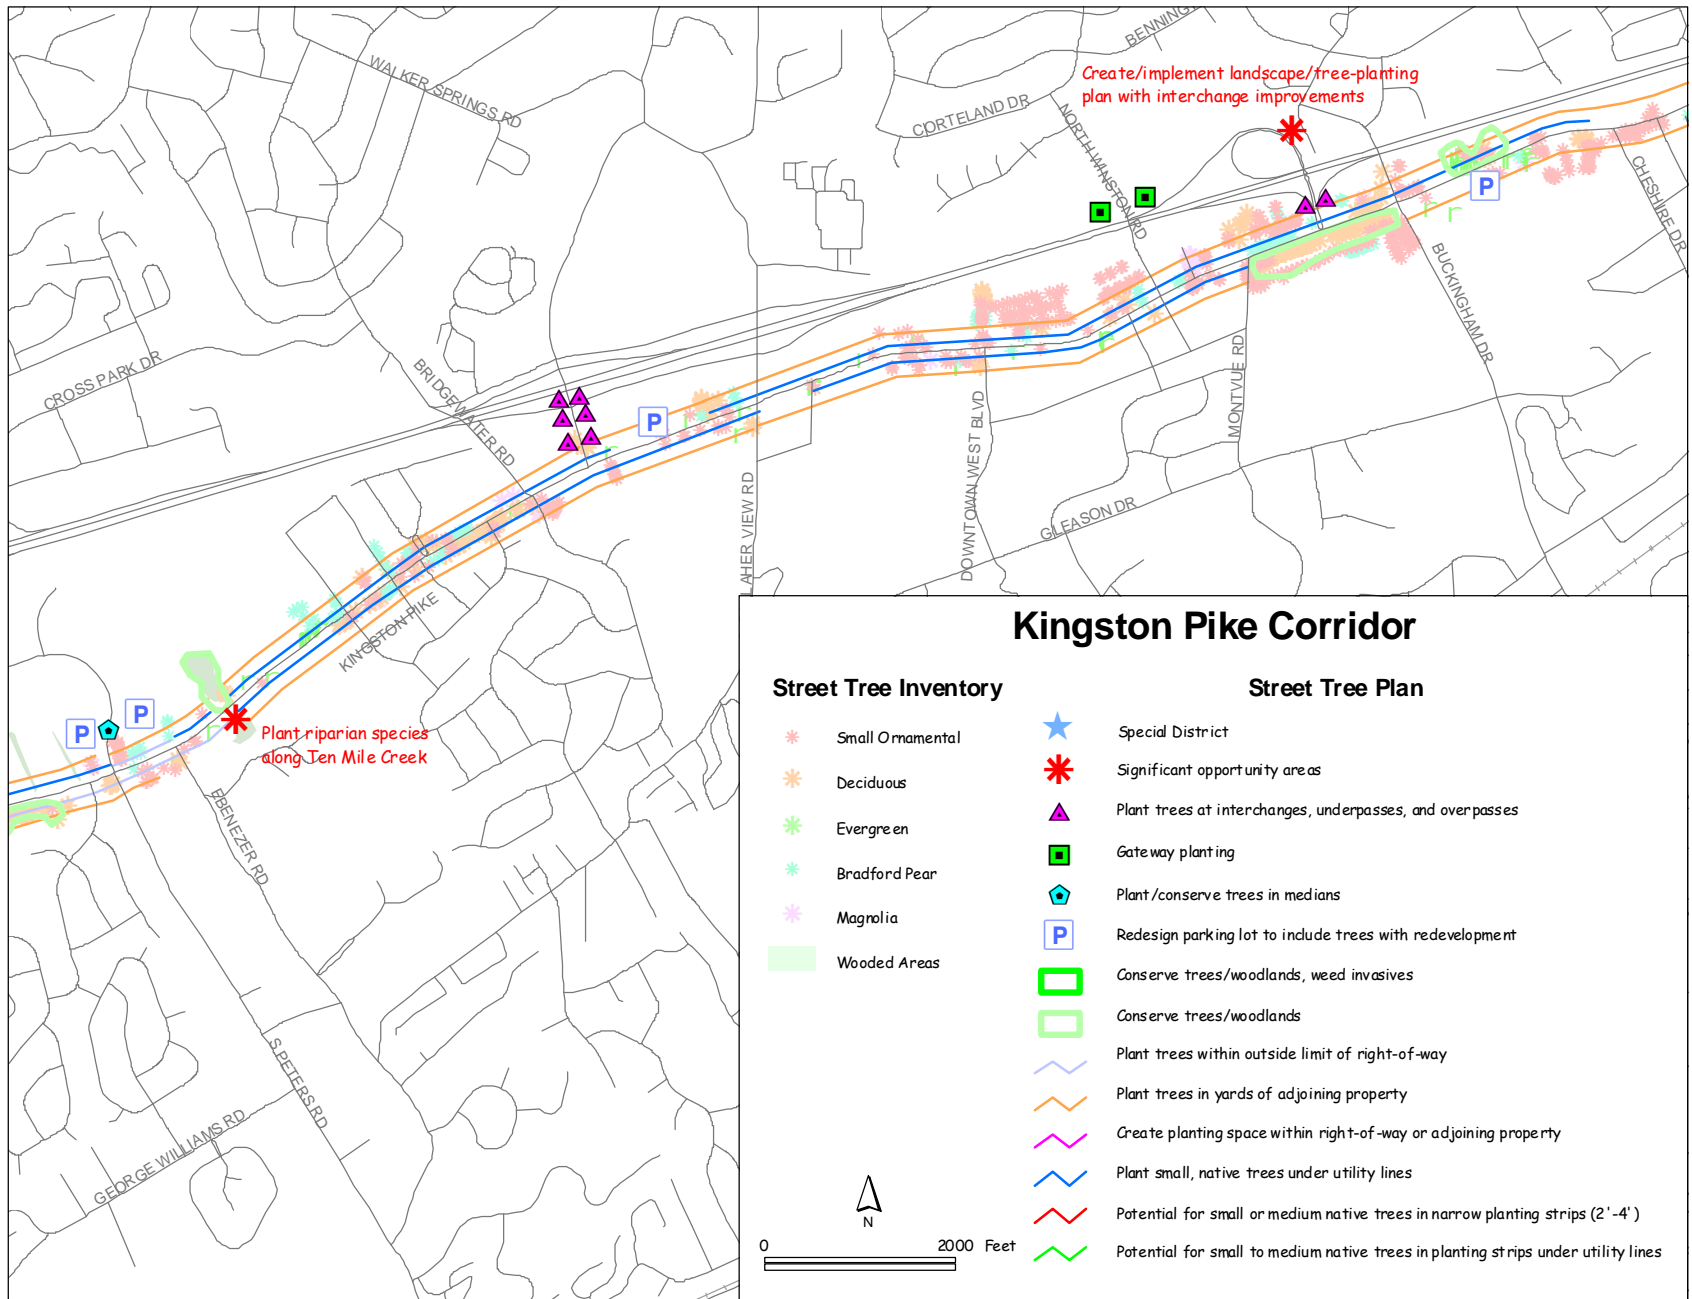 BENNING
WALKER SPRINGS RD
Create/implement landscape/tree-planting
plan with interchange improvements
CORTELAND DR
NORTH WINSTON RD
CHESHIRE DR
P
BUCKINGHAM DR
CROSS PARK DR
BRIDGEWATER RD
MONTVUE RD
P
DOWNTOWN WEST BLVD
GLEASON DR
AHER VIEW RD
KINGSTON PIKE
P
P
Plant riparian species
along Ten Mile Creek
EBENEZER RD
S PETERS RD
GEORGE WILLIAMS RD
Kingston Pike Corridor
Street Tree Inventory
Small Ornamental
Deciduous
Evergreen
Bradford Pear
Magnolia
Wooded Areas
Street Tree Plan
Special District
Significant opportunity areas
Plant trees at interchanges, underpasses, and overpasses
Gateway planting
Plant/conserve trees in medians
P Redesign parking lot to include trees with redevelopment
Conserve trees/woodlands, weed invasives
Conserve trees/woodlands
Plant trees within outside limit of right-of-way
Plant trees in yards of adjoining property
Create planting space within right-of-way or adjoining property
Plant small, native trees under utility lines
Potential for small or medium native trees in narrow planting strips (2'-4')
Potential for small to medium native trees in planting strips under utility lines
N
0 2000 Feet